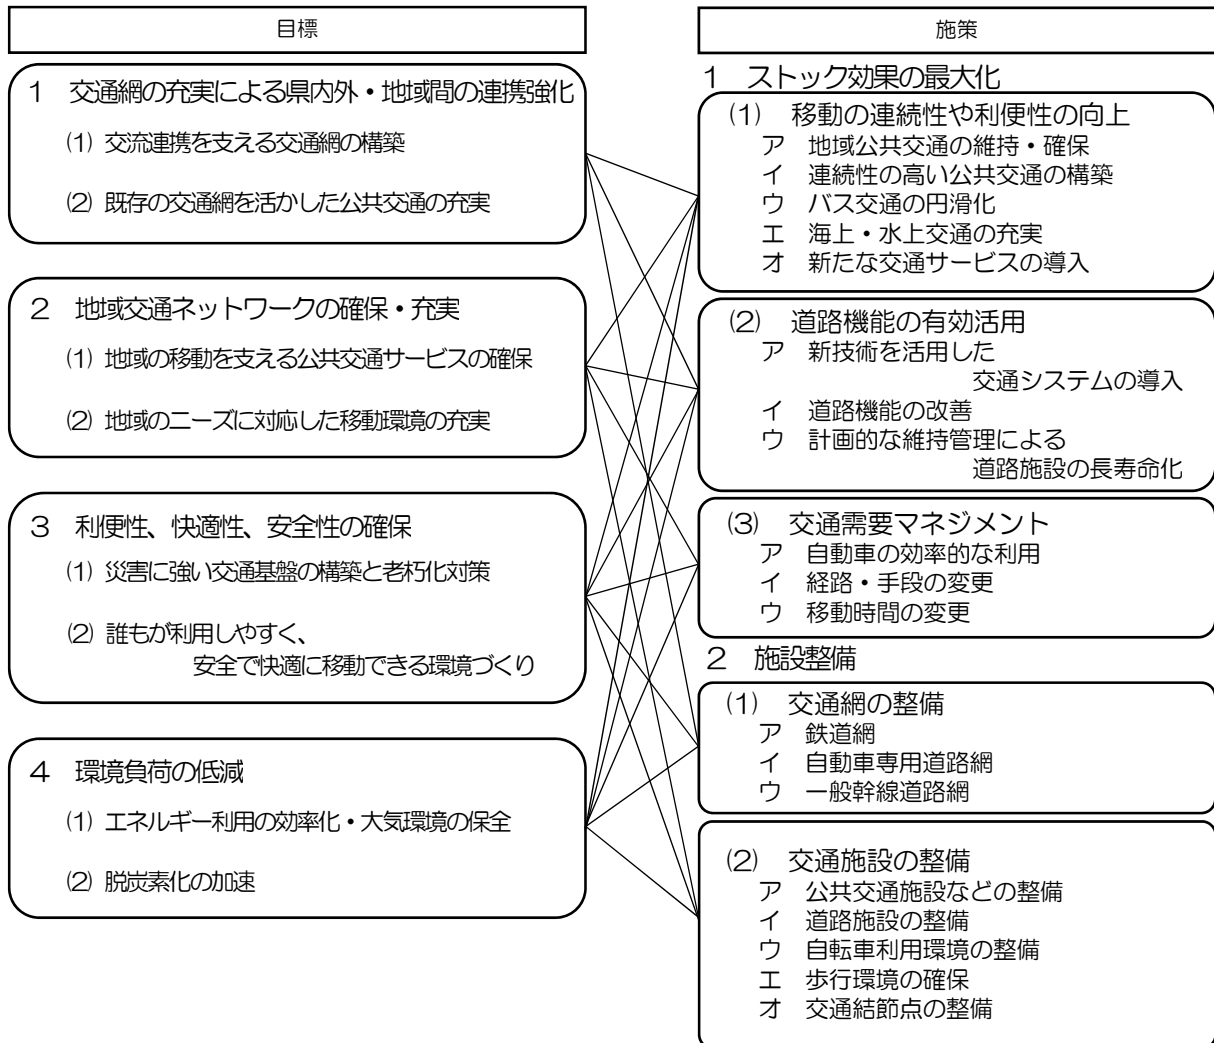 目標
1 交通網の充実による県内外・地域間の連携強化
(1) 交流連携を支える交通網の構築
(2) 既存の交通網を活かした公共交通の充実
2 地域交通ネットワークの確保・充実
(1) 地域の移動を支える公共交通サービスの確保
(2) 地域のニーズに対応した移動環境の充実
3 利便性、快適性、安全性の確保
(1) 災害に強い交通基盤の構築と老朽化対策
(2) 誰もが利用しやすく、
安全で快適に移動できる環境づくり
4 環境負荷の低減
(1) エネルギー利用の効率化・大気環境の保全
(2) 脱炭素化の加速
施策
1 ストック効果の最大化
(1) 移動の連続性や利便性の向上
ア 地域公共交通の維持・確保
イ 連続性の高い公共交通の構築
ウ バス交通の円滑化
エ 海上・水上交通の充実
オ 新たな交通サービスの導入
(2) 道路機能の有効活用
ア 新技術を活用した
交通システムの導入
イ 道路機能の改善
ウ 計画的な維持管理による
道路施設の長寿命化
(3) 交通需要マネジメント
ア 自動車の効率的な利用
イ 経路・手段の変更
ウ 移動時間の変更
2 施設整備
(1) 交通網の整備
ア 鉄道網
イ 自動車専用道路網
ウ 一般幹線道路網
(2) 交通施設の整備
ア 公共交通施設などの整備
イ 道路施設の整備
ウ 自転車利用環境の整備
エ 歩行環境の確保
オ 交通結節点の整備